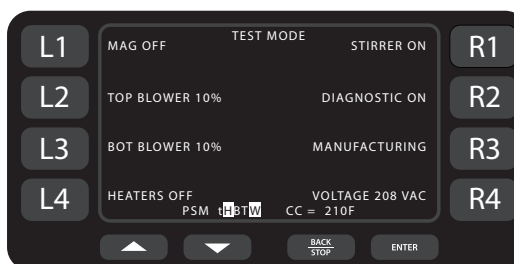 TEST MODE
L1 MAG OFF STIRRER ON R1
L2 TOP BLOWER 10% DIAGNOSTIC ON R2
L3 BOT BLOWER 10% MANUFACTURING R3
L4 HEATERS OFF VOLTAGE 208 VAC R4
PSM tHBTW CC = 210F
BACK
STOP ENTER